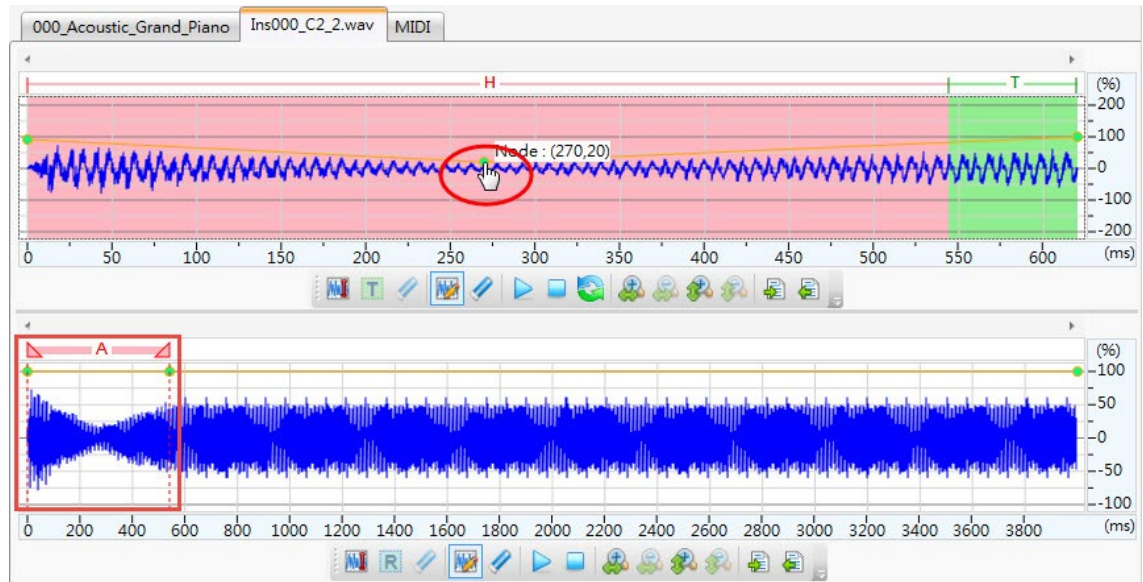 000_Acoustic_Grand_Piano Ins000_C2_2.wav MIDI
H T (%)
200
100
Node : (270,20)
0
-100
-200
0 50 100 150 200 250 300 350 400 450 500 550 600 (ms)
T
A (%)
100
50
0
-50
-100
0 200 400 600 800 1000 1200 1400 1600 1800 2000 2200 2400 2600 2800 3000 3200 3400 3600 3800 (ms)
R